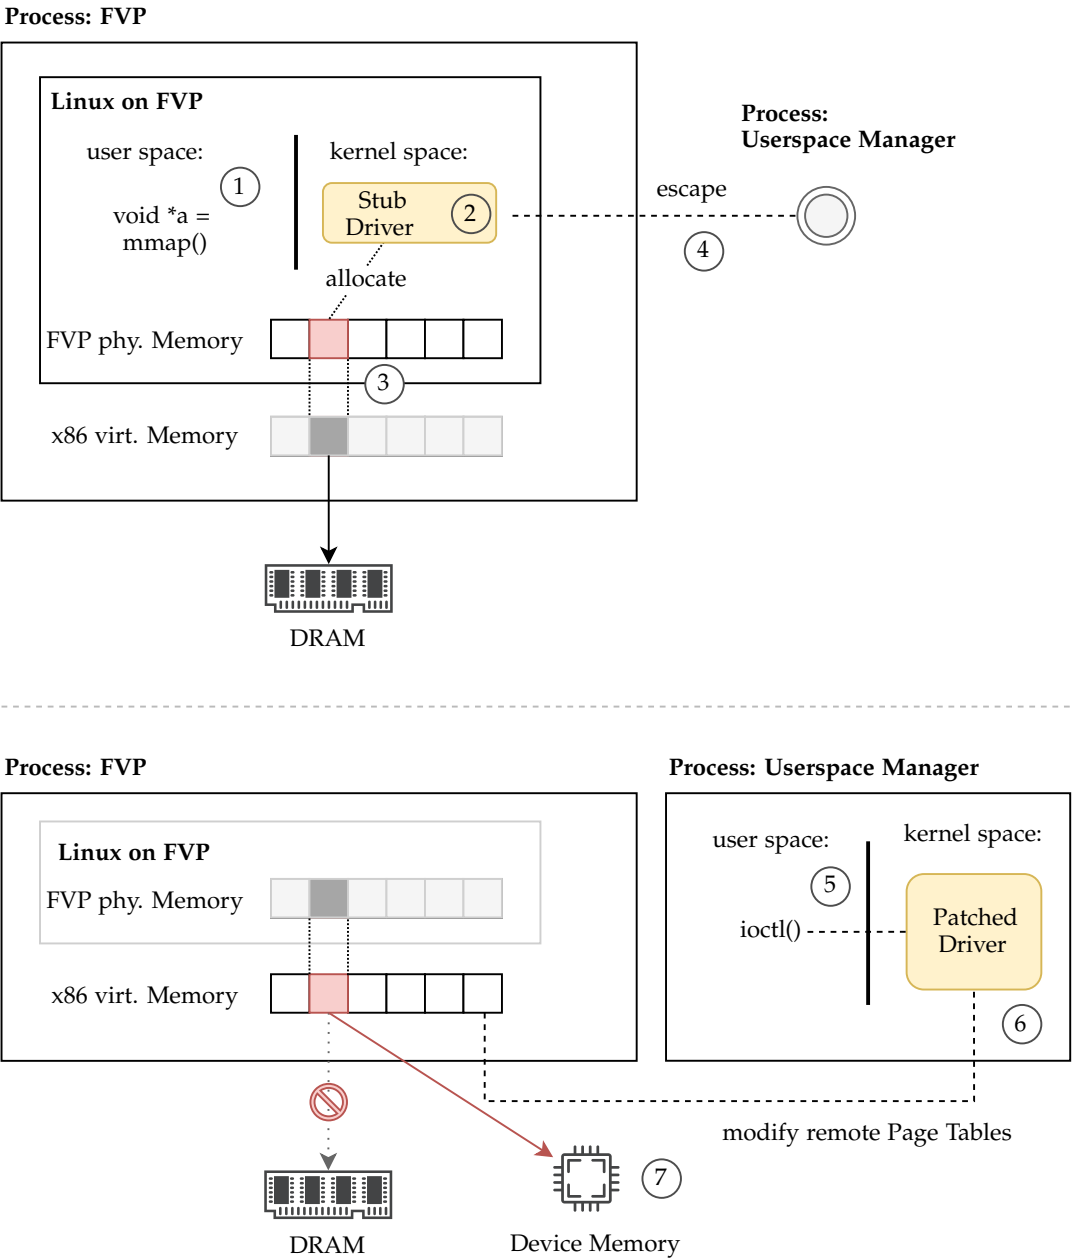 Process: FVP
Linux on FVP
user space:
kernel space:
1
void *a =
mmap()
Stub
Driver
2
allocate
FVP phy. Memory
3
x86 virt. Memory
DRAM
Process:
Userspace Manager
escape
4
Process: FVP
Linux on FVP
FVP phy. Memory
x86 virt. Memory
DRAM
Process: Userspace Manager
user space:
kernel space:
5
ioctl()
Patched
Driver
6
modify remote Page Tables
7
Device Memory